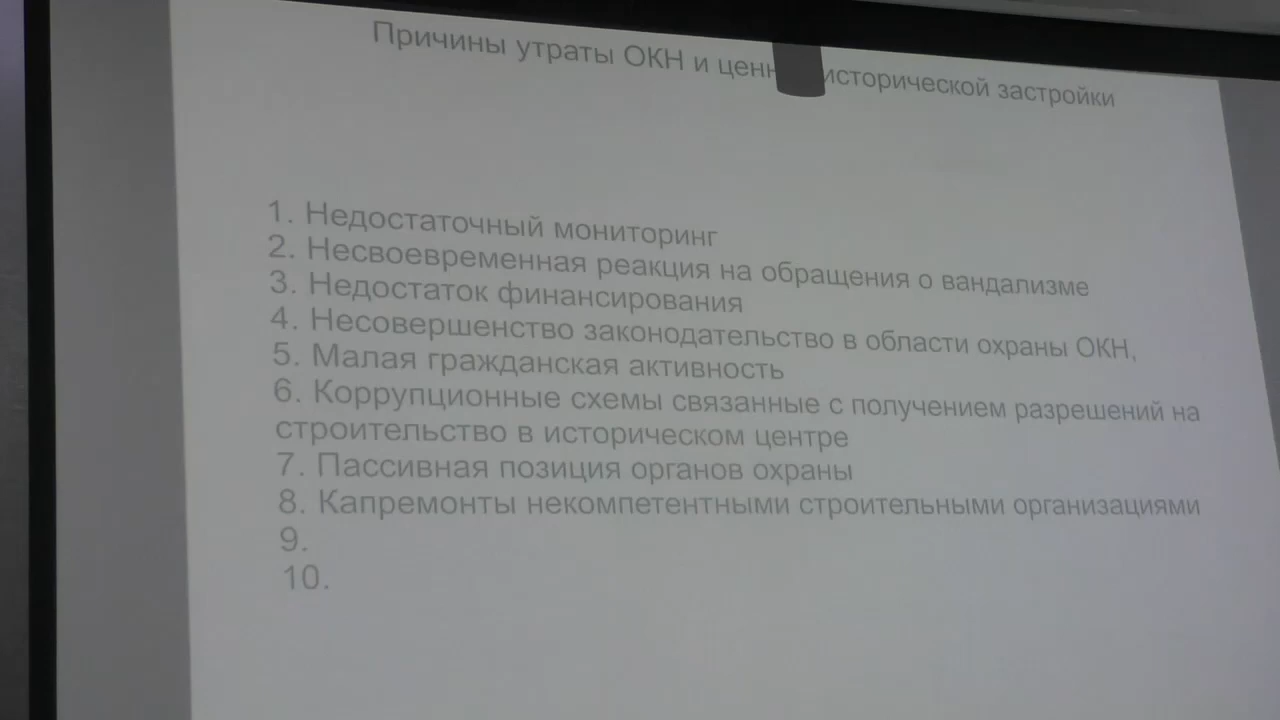 Причины утраты ОКН и исторической застройки
1. Недостаточный мониторинг
2. Несвоевременная реакция на обращения о вандализме
3. Недостаток финансирования
4. Несовершенство законодательство в области охраны ОКН,
5. Малая гражданская активность
6. Коррупционные схемы связанные с получением разрешений на
строительство в историческом центре
7. Пассивная позиция органов охраны
8. Капремонты некомпетентными строительными организациями
9.
10.